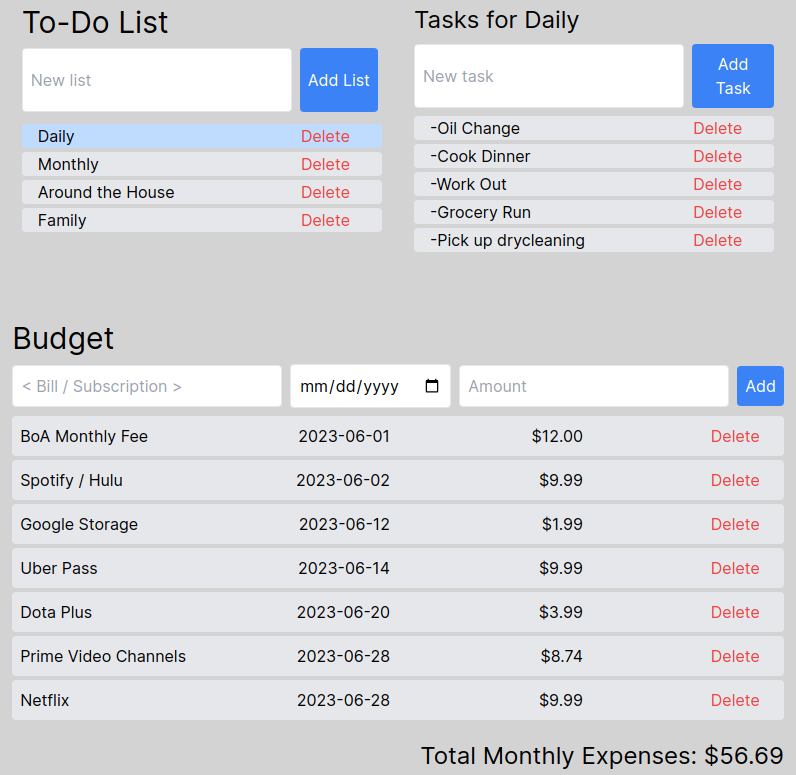 To-Do List
New list
Add List
Daily Delete
Monthly Delete
Around the House Delete
Family Delete
Tasks for Daily
New task
Add
Task
-Oil Change Delete
-Cook Dinner Delete
-Work Out Delete
-Grocery Run Delete
-Pick up drycleaning Delete
Budget
< Bill / Subscription > mm/dd/yyyy Amount Add
BoA Monthly Fee 2023-06-01 $12.00 Delete
Spotify / Hulu 2023-06-02 $9.99 Delete
Google Storage 2023-06-12 $1.99 Delete
Uber Pass 2023-06-14 $9.99 Delete
Dota Plus 2023-06-20 $3.99 Delete
Prime Video Channels 2023-06-28 $8.74 Delete
Netflix 2023-06-28 $9.99 Delete
Total Monthly Expenses: $56.69